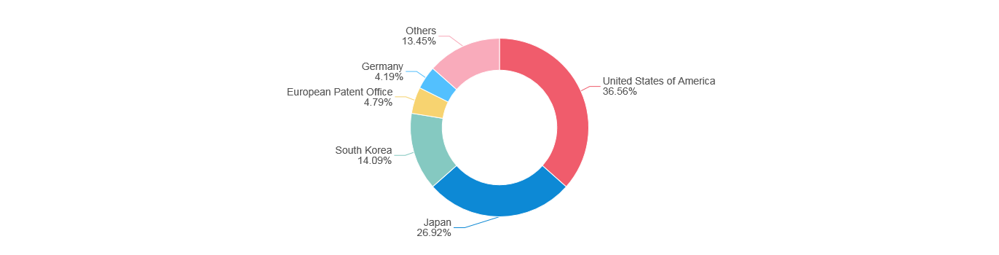 Others
13.45%
Germany
4.19%
European Patent Office
4.79%
South Korea
14.09%
Japan
26.92%
United States of America
36.56%